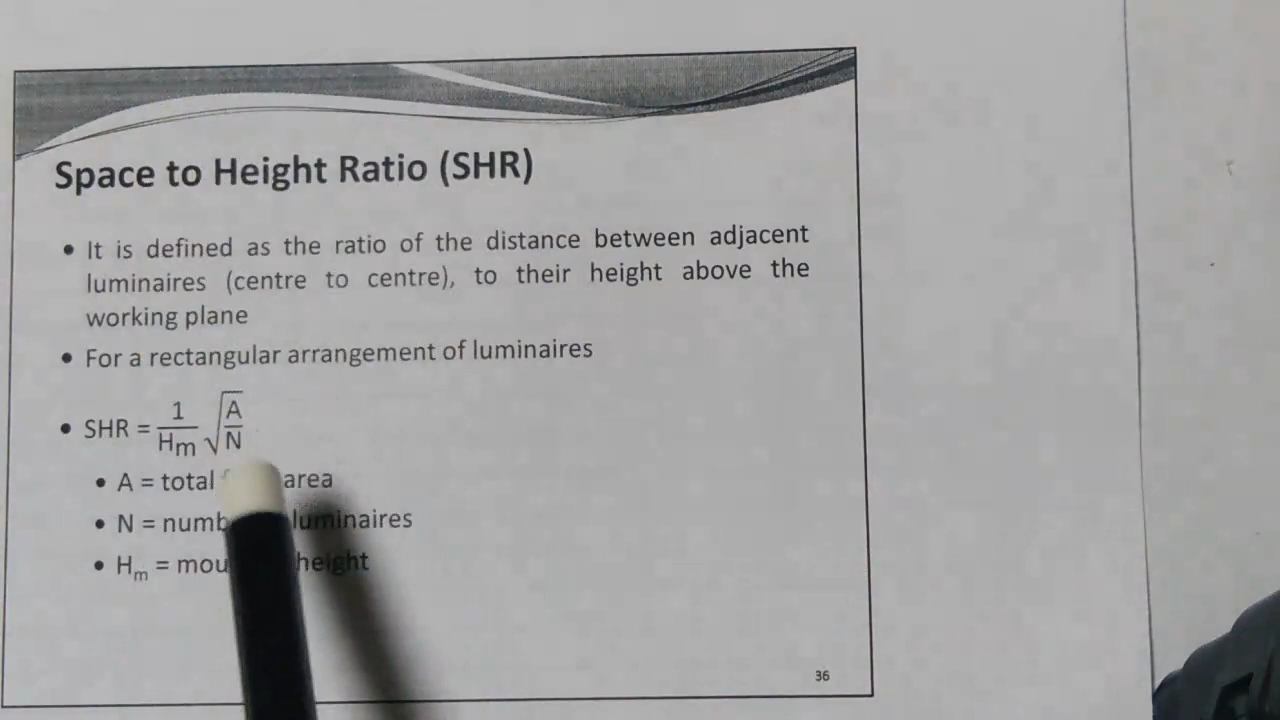 Space to Height Ratio (SHR)
• It is defined as the ratio of the distance between adjacent
luminaires (centre to centre), to their height above the
working plane
• For a rectangular arrangement of luminaires
• SHR = 1/Hm √(A/N)
• A = total area
• N = luminaires
• Hm = height
36